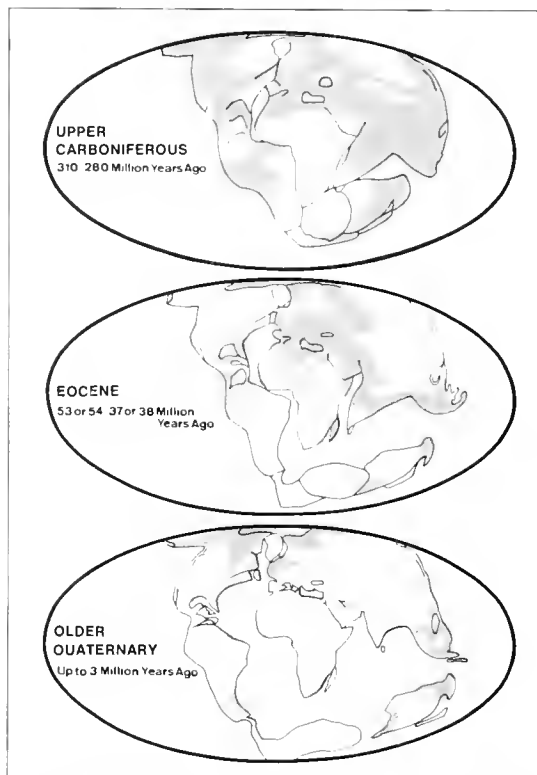 UPPER
CARBONIFEROUS
310 280 Million Years Ago
EOCENE
53 or 54 37 or 38 Million
Years Ago
OLDER
QUATERNARY
Up to 3 Million Years Ago